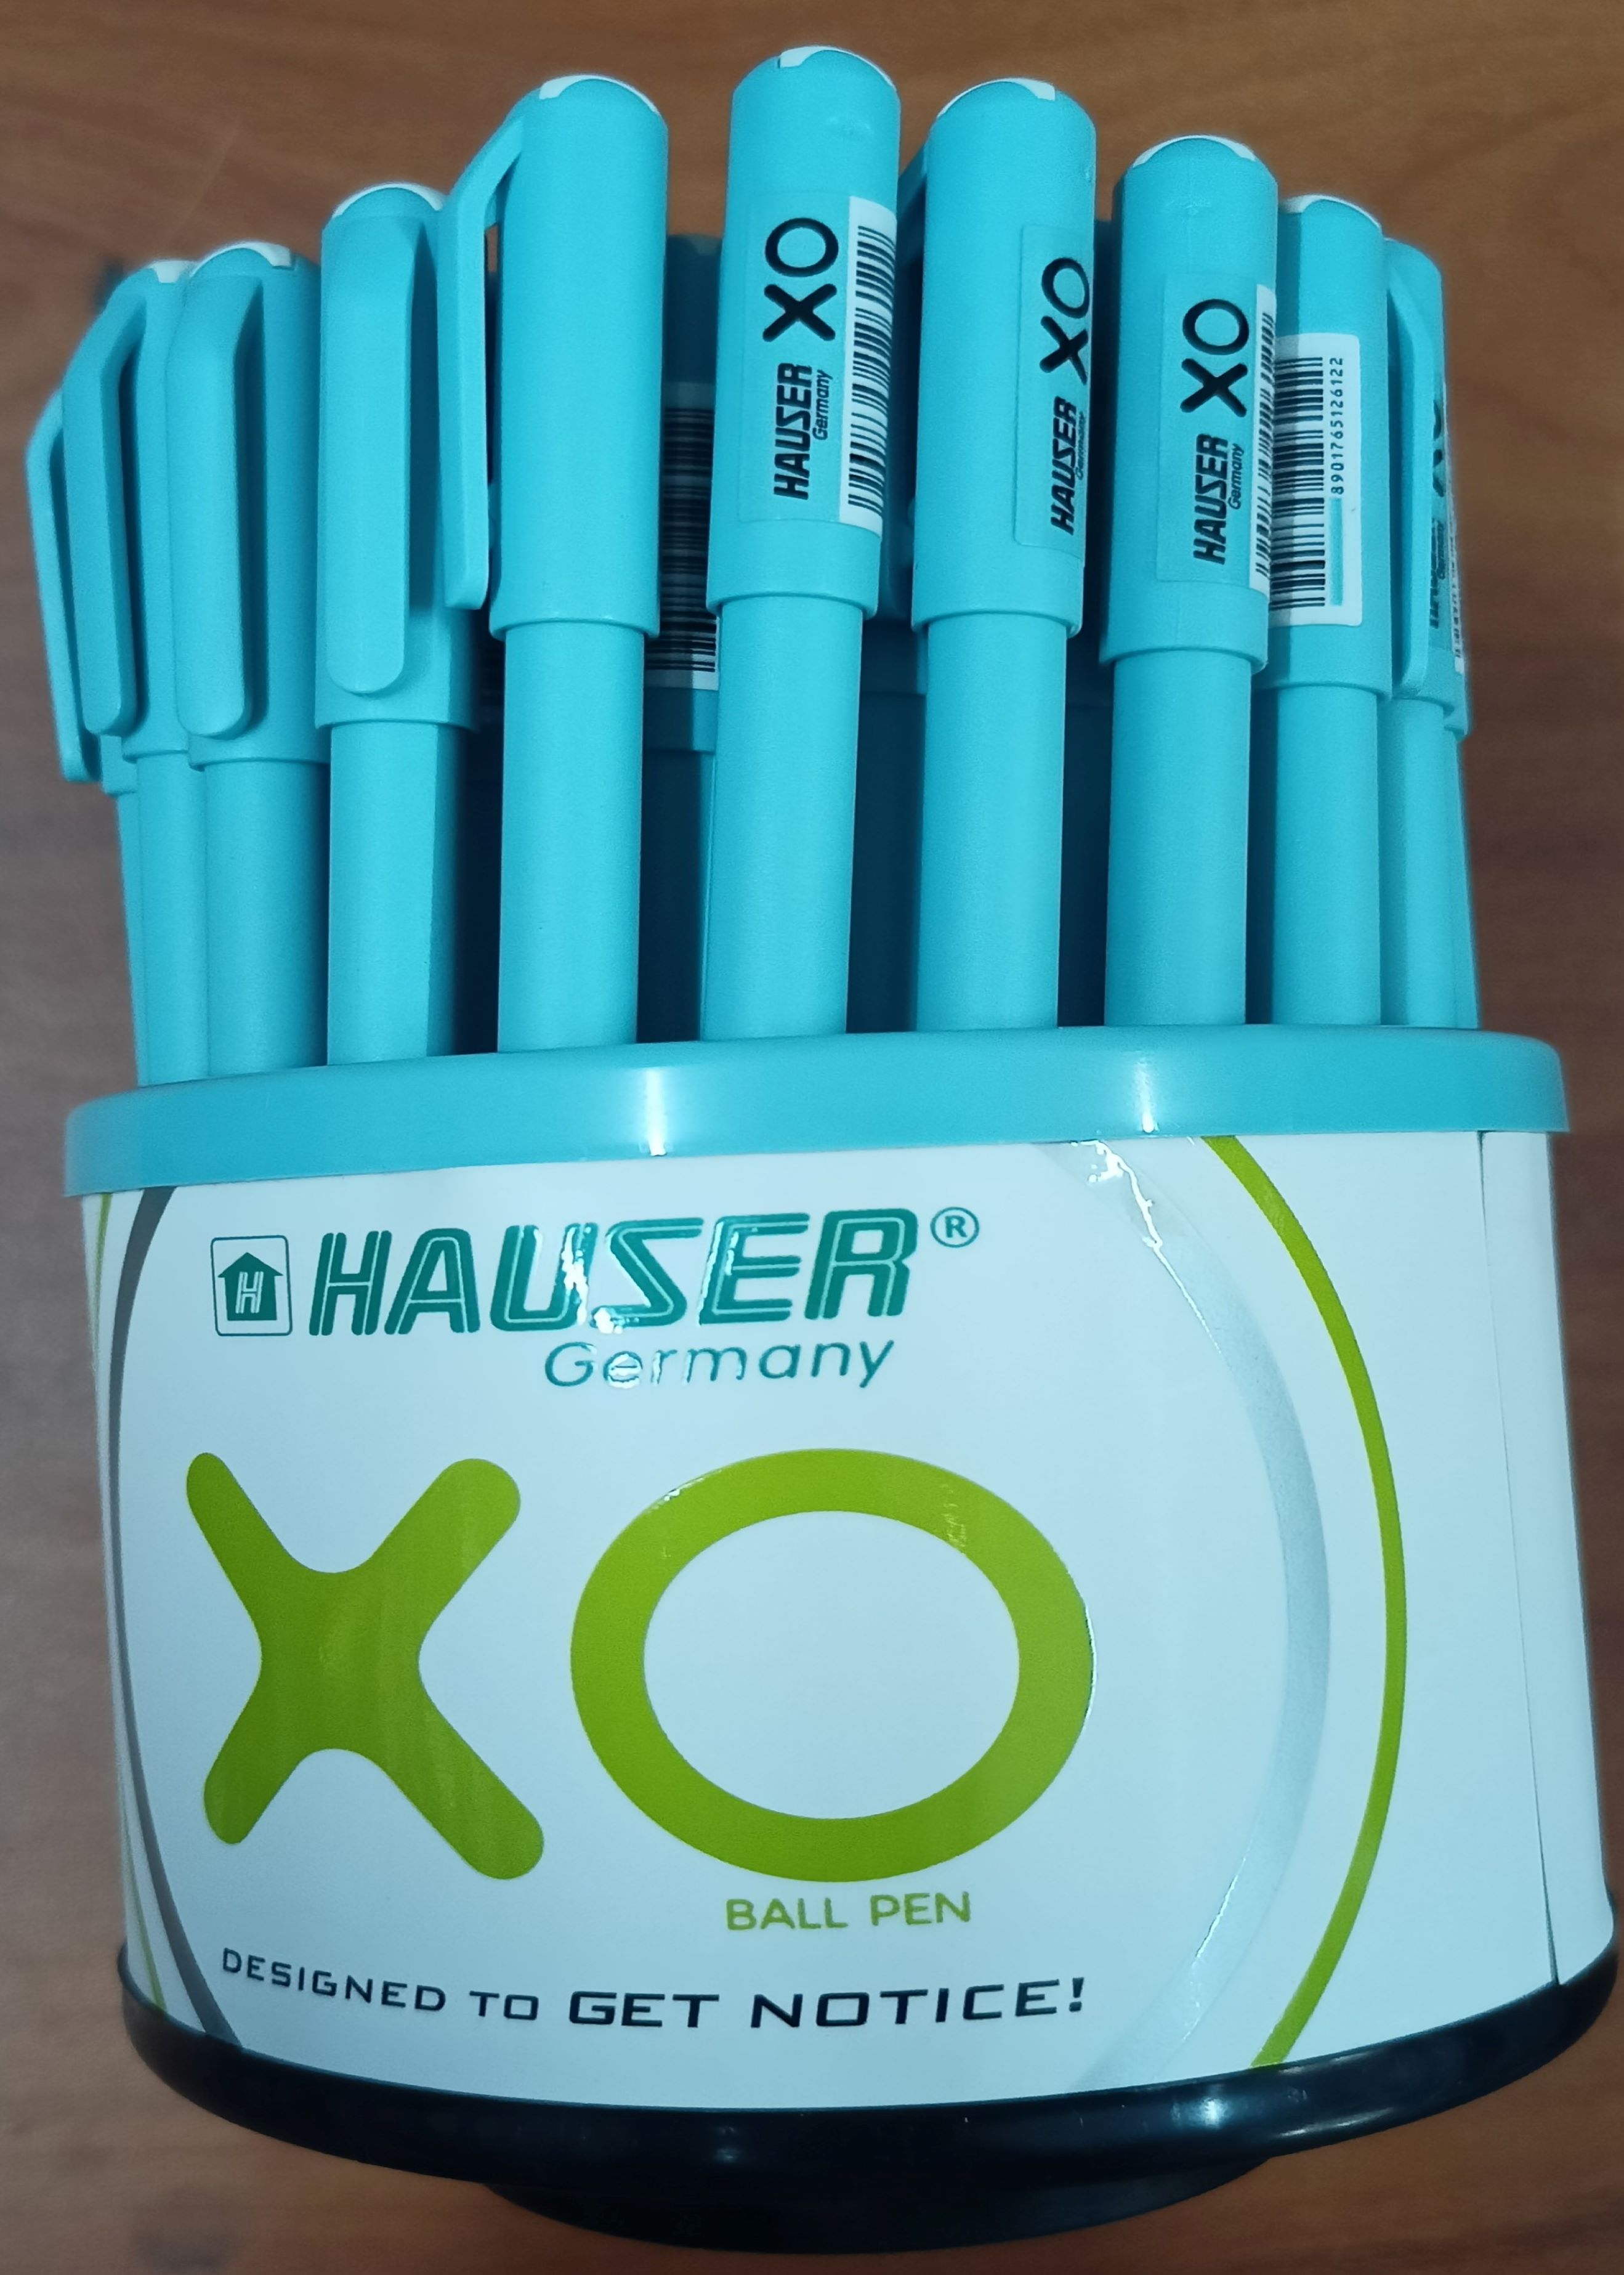 XO
HAUSER
Germany
XO
HAUSER
Germany
XO
HAUSER
Germany
8901765126122
H
HAUSER®
Germany
XO
BALL PEN
DESIGNED TO GET NOTICE!